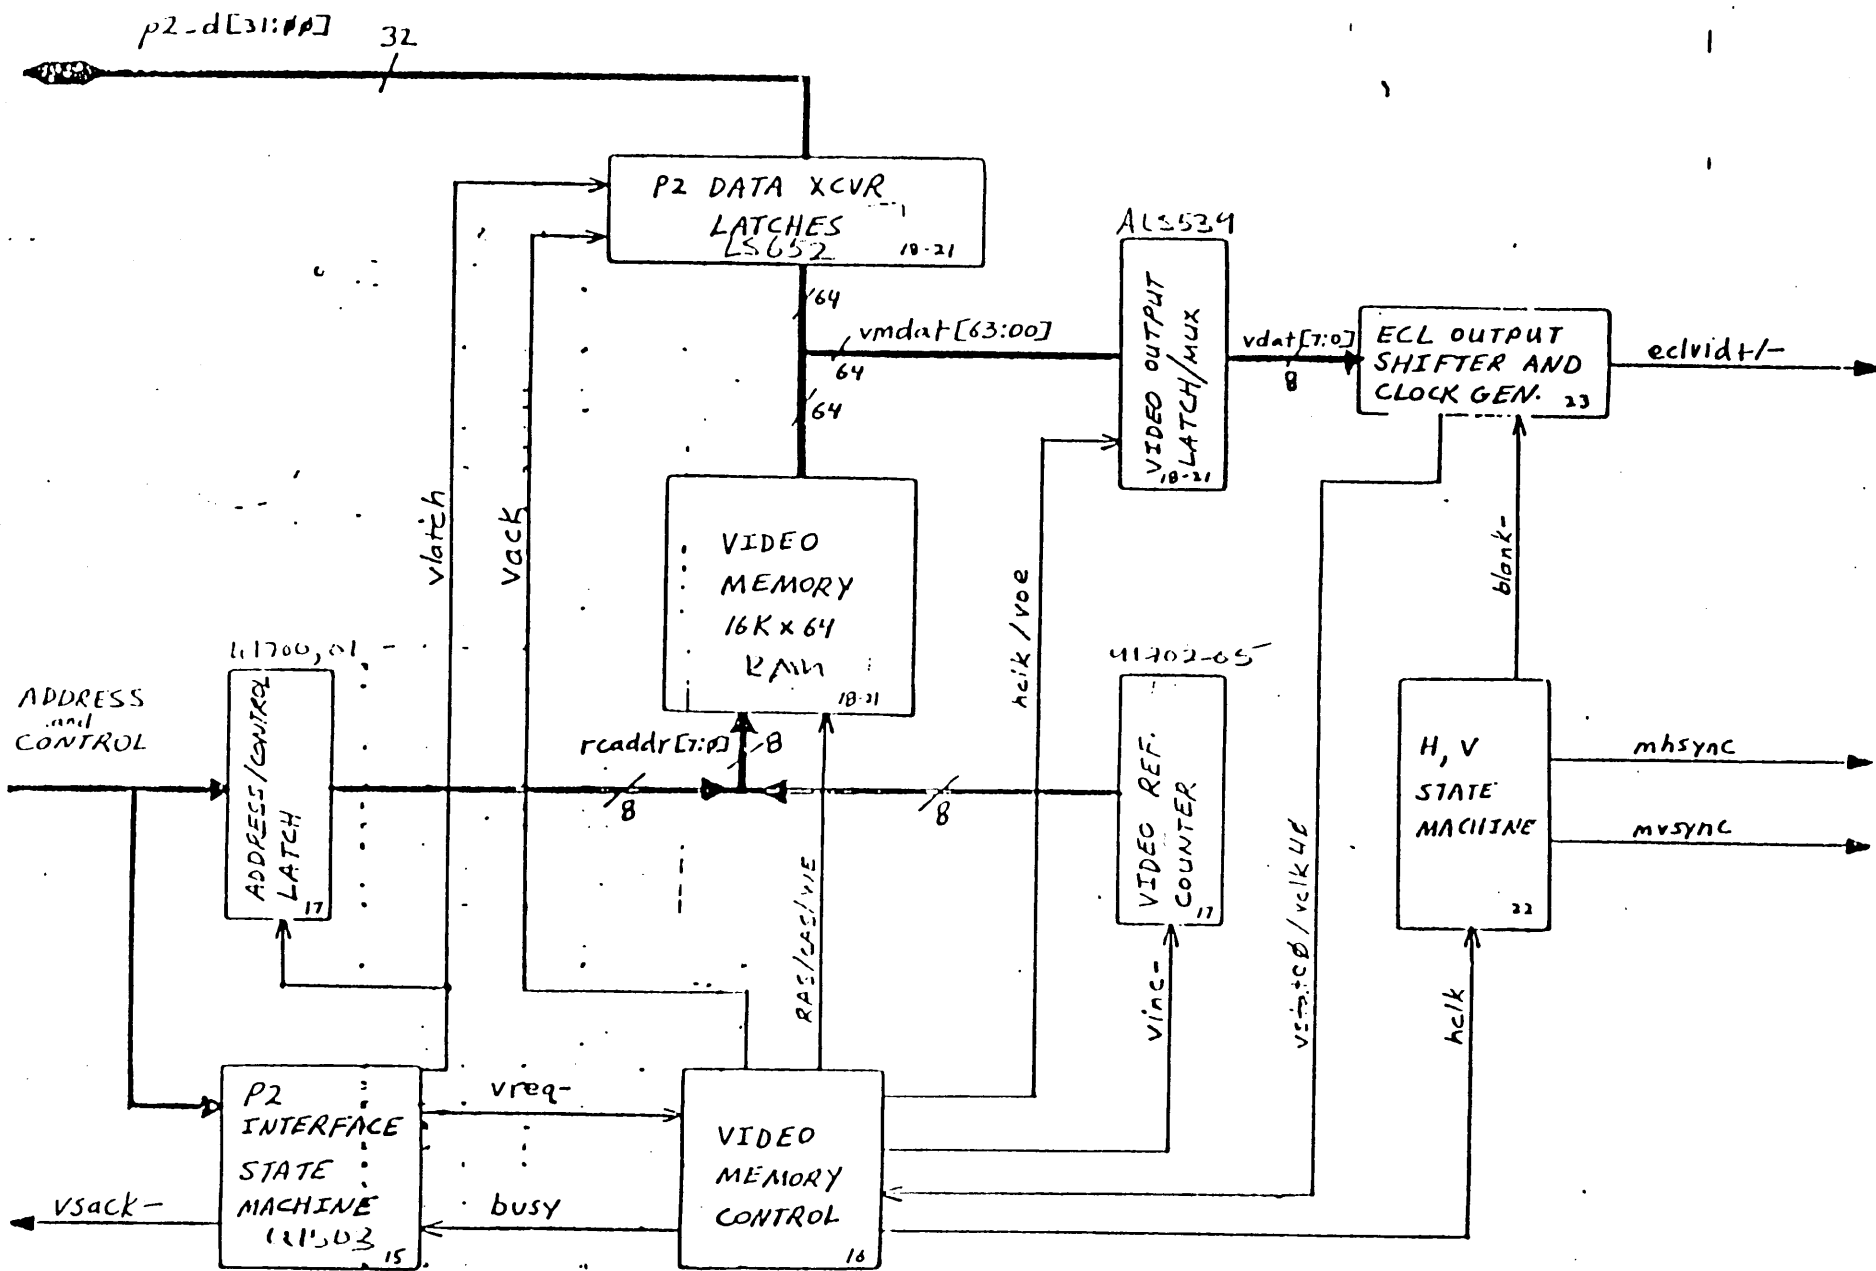 p2-d[31:øø]
32
P2 DATA XCVR
LATCHES
LS652
18-21
64
vmdat[63:00]
64
64
ALS534
VIDEO OUTPUT
LATCH/MUX
18-21
vdat[7:0]
8
ECL OUTPUT
SHIFTER AND
CLOCK GEN.
23
eclvid+/-
vlatch
vack
VIDEO
MEMORY
16K x 64
RAM
18-21
hclk/voe
blank-
ADDRESS
and
CONTROL
ADDRESS/CONTROL
LATCH
17
rcaddr[7:ø]
8
8
8
RAS/CAS/WE
VIDEO REF.
COUNTER
17
vinc-
H, V
STATE
MACHINE
22
mhsync
mvsync
hclk
P2
INTERFACE
STATE
MACHINE
15
vreq-
busy
vsack-
VIDEO
MEMORY
CONTROL
16